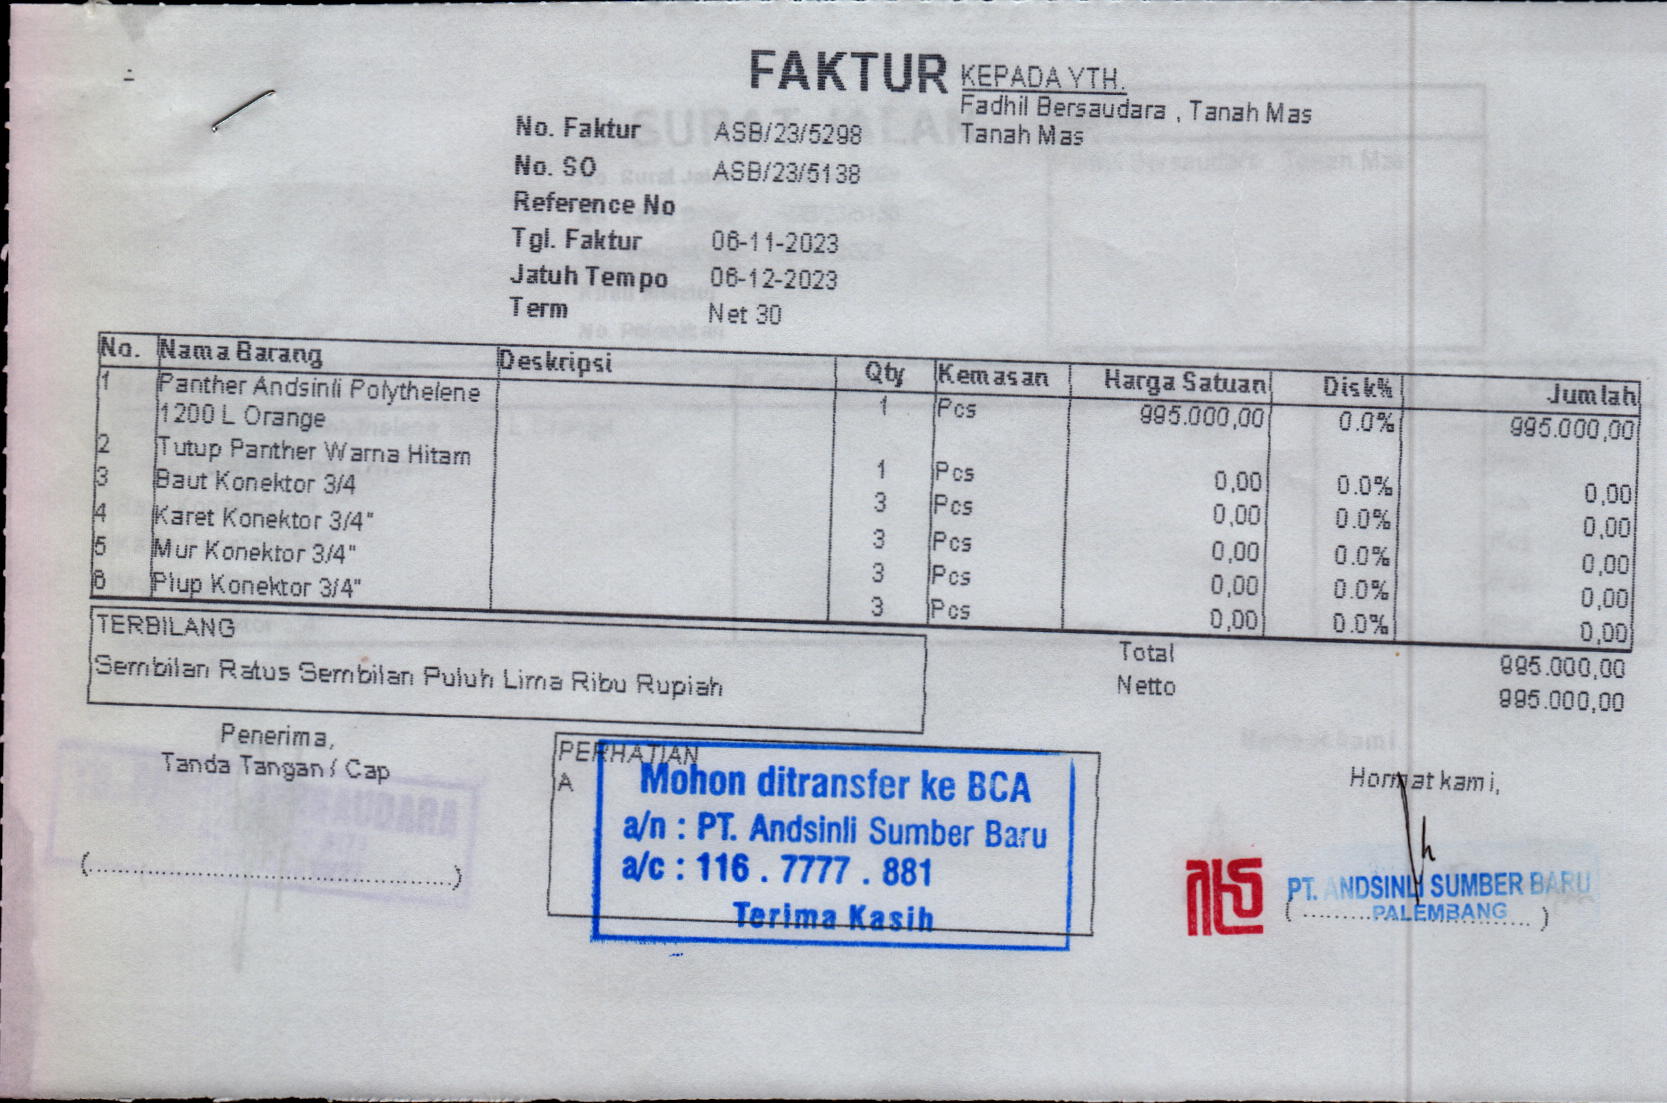 FAKTUR
KEPADA YTH.
Fadhil Bersaudara , Tanah Mas
Tanah Mas
No. Faktur ASB/23/5298
No. SO ASB/23/5138
Reference No
Tgl. Faktur 06-11-2023
Jatuh Tempo 06-12-2023
Term Net 30
No. Nama Barang Deskripsi Qty Kemasan Harga Satuan Disk% Jumlah
1 Panther Andsinli Polythelene 1 Pcs 995.000,00 0.0% 995.000,00
1200 L Orange
2 Tutup Panther Warna Hitam 1 Pcs 0,00 0.0% 0,00
3 Baut Konektor 3/4 3 Pcs 0,00 0.0% 0,00
4 Karet Konektor 3/4" 3 Pcs 0,00 0.0% 0,00
5 Mur Konektor 3/4" 3 Pcs 0,00 0.0% 0,00
6 Plup Konektor 3/4" 3 Pcs 0,00 0.0% 0,00
TERBILANG
Sembilan Ratus Sembilan Puluh Lima Ribu Rupiah
Total 995.000,00
Netto 995.000,00
Penerima,
Tanda Tangan / Cap
PERHATIAN
A
Mohon ditransfer ke BCA
a/n : PT. Andsinli Sumber Baru
a/c : 116 . 7777 . 881
Terima Kasih
Hormat kami,
PT. ANDSINLI SUMBER BARU
PALEMBANG